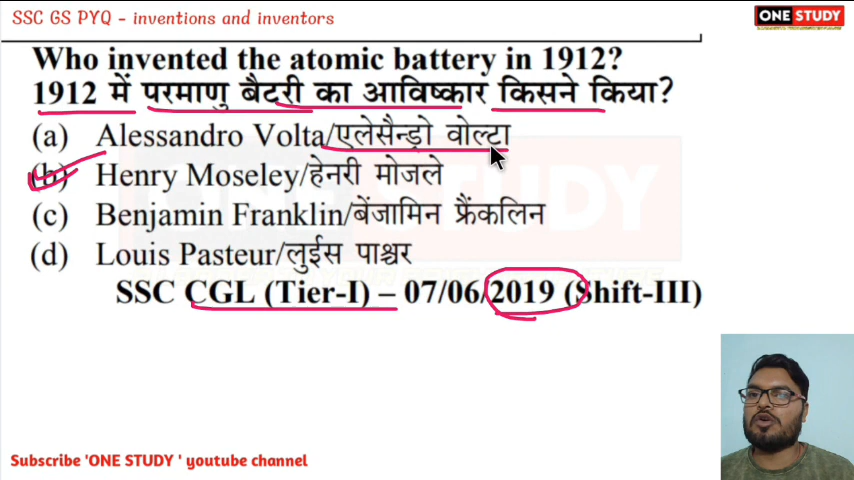 SSC GS PYQ - inventions and inventors
ONE STUDY
Who invented the atomic battery in 1912?
1912 में परमाणु बैटरी का आविष्कार किसने किया?
(a) Alessandro Volta/एलेसैन्ड्रो वोल्टा
(b) Henry Moseley/हेनरी मोजले
(c) Benjamin Franklin/बेंजामिन फ्रैंकलिन
(d) Louis Pasteur/लुईस पाश्चर
SSC CGL (Tier-I) – 07/06/2019 (Shift-III)
ONE STUDY
Subscribe 'ONE STUDY ' youtube channel